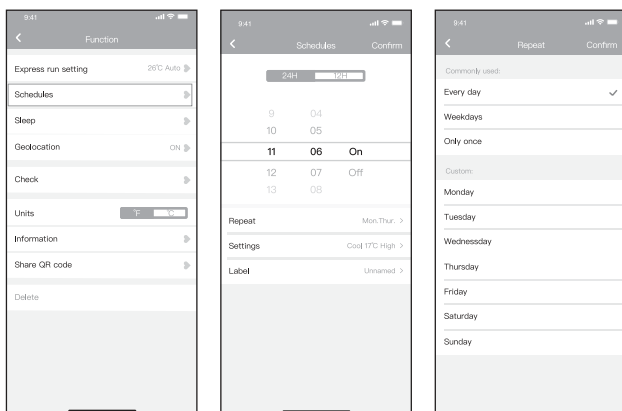 9:41
Function
Express run setting 26°C Auto
Schedules
Sleep
Geolocation ON
Check
Units °F °C
Information
Share QR code
Delete
9:41
Schedules Confirm
24H 12H
9 04
10 05
11 06 On
12 07 Off
13 08
Repeat Mon.Thur. >
Settings Cool 17°C High >
Label Unnamed >
9:41
Repeat Confirm
Commonly used:
Every day
Weekdays
Only once
Custom:
Monday
Tuesday
Wednessday
Thursday
Friday
Saturday
Sunday